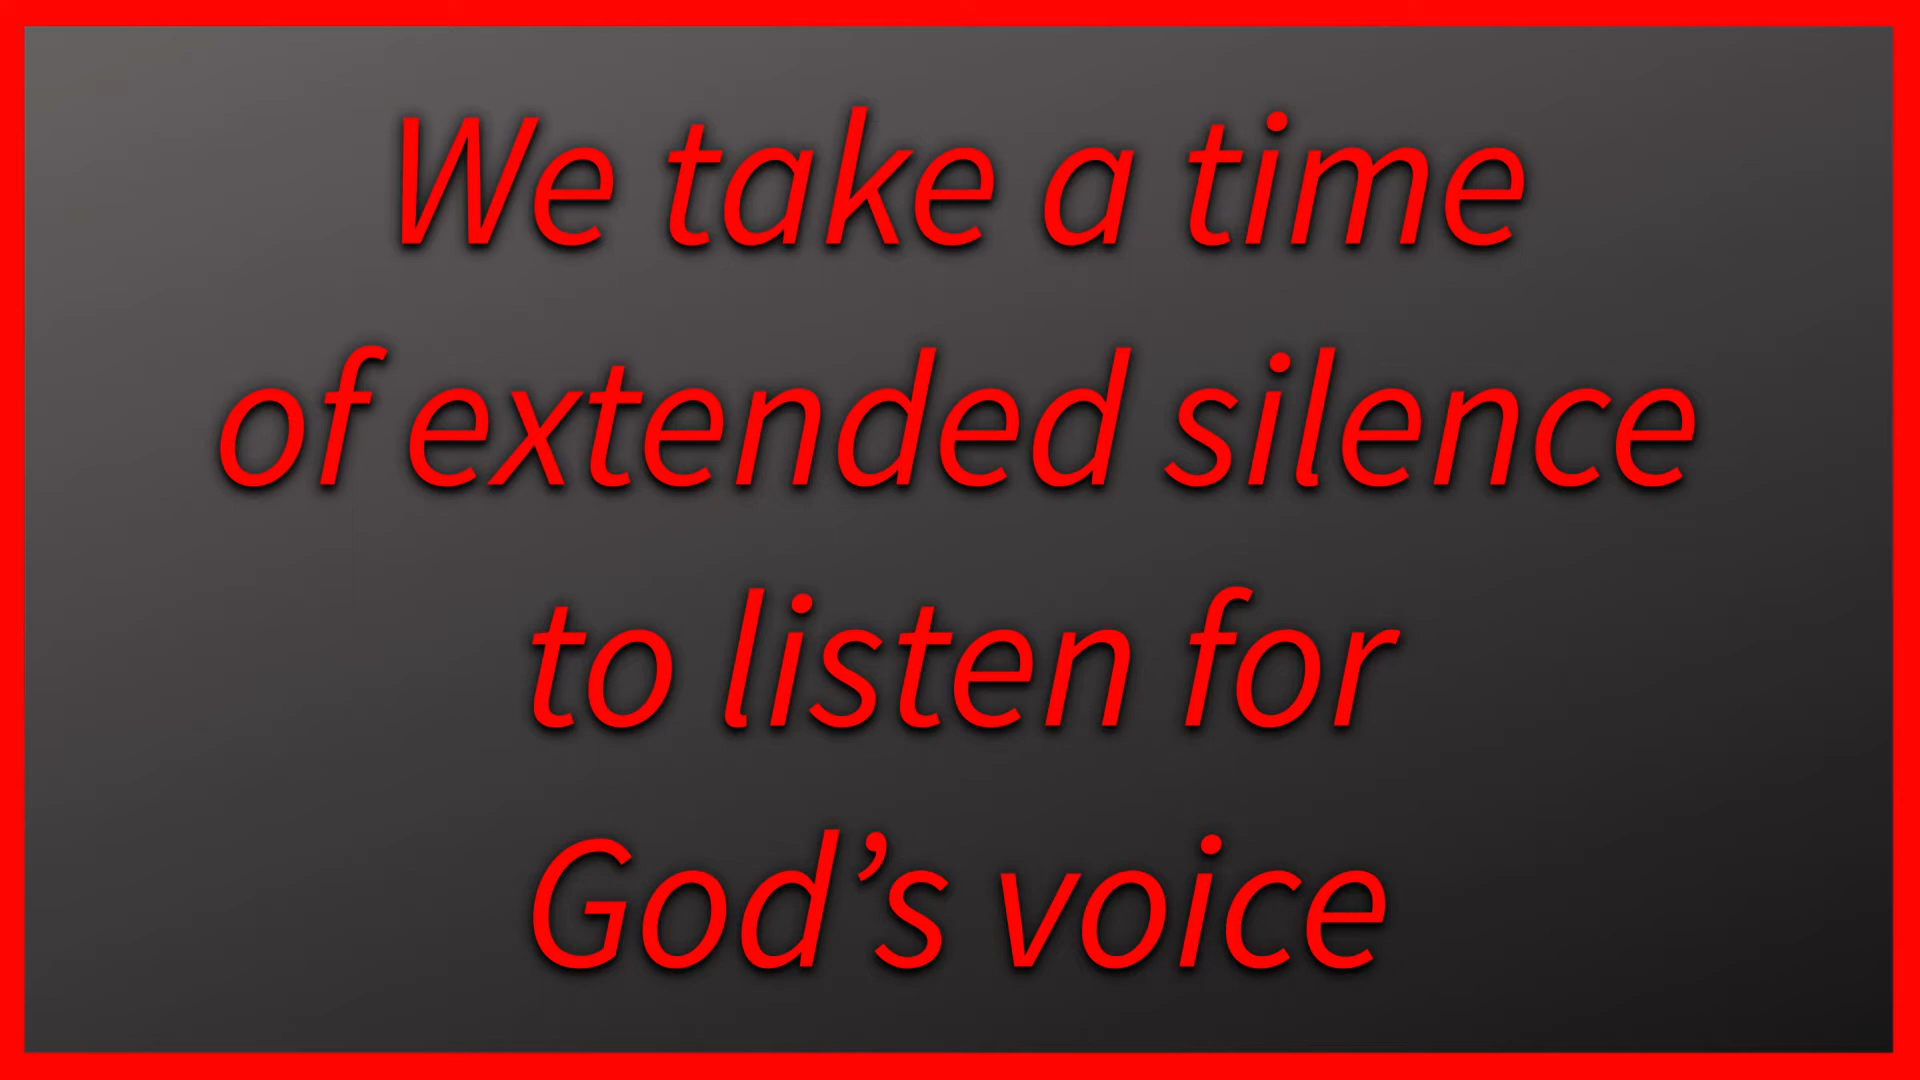 We take a time
of extended silence
to listen for
God’s voice